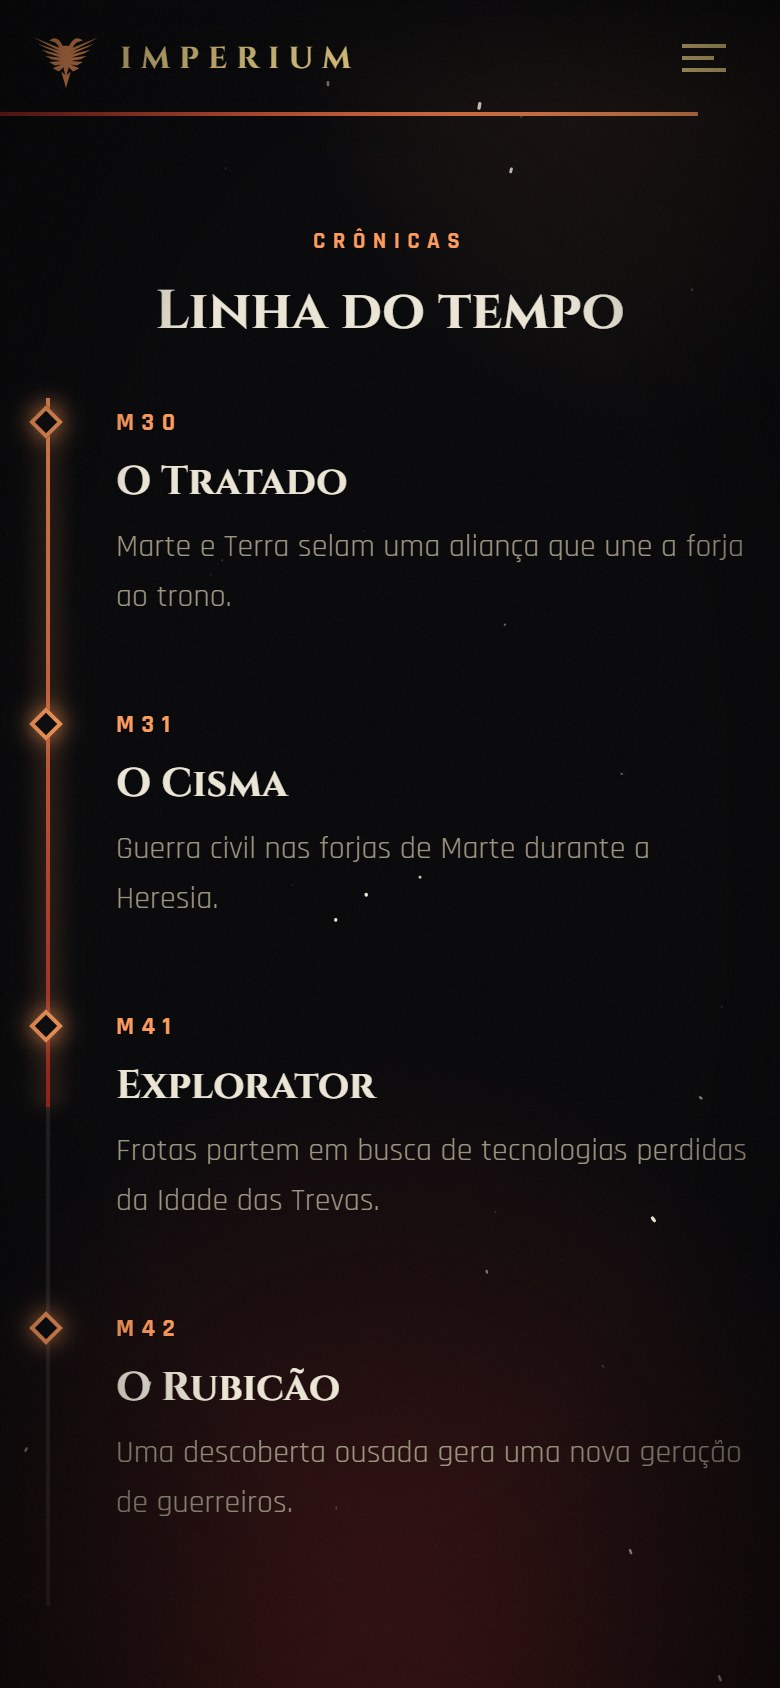 IMPERIUM
CRÔNICAS
Linha do tempo
M30
O Tratado
Marte e Terra selam uma aliança que une a forja
ao trono.
M31
O Cisma
Guerra civil nas forjas de Marte durante a
Heresia.
M41
Explorator
Frotas partem em busca de tecnologias perdidas
da Idade das Trevas.
M42
O Rubicão
Uma descoberta ousada gera uma nova geração
de guerreiros.